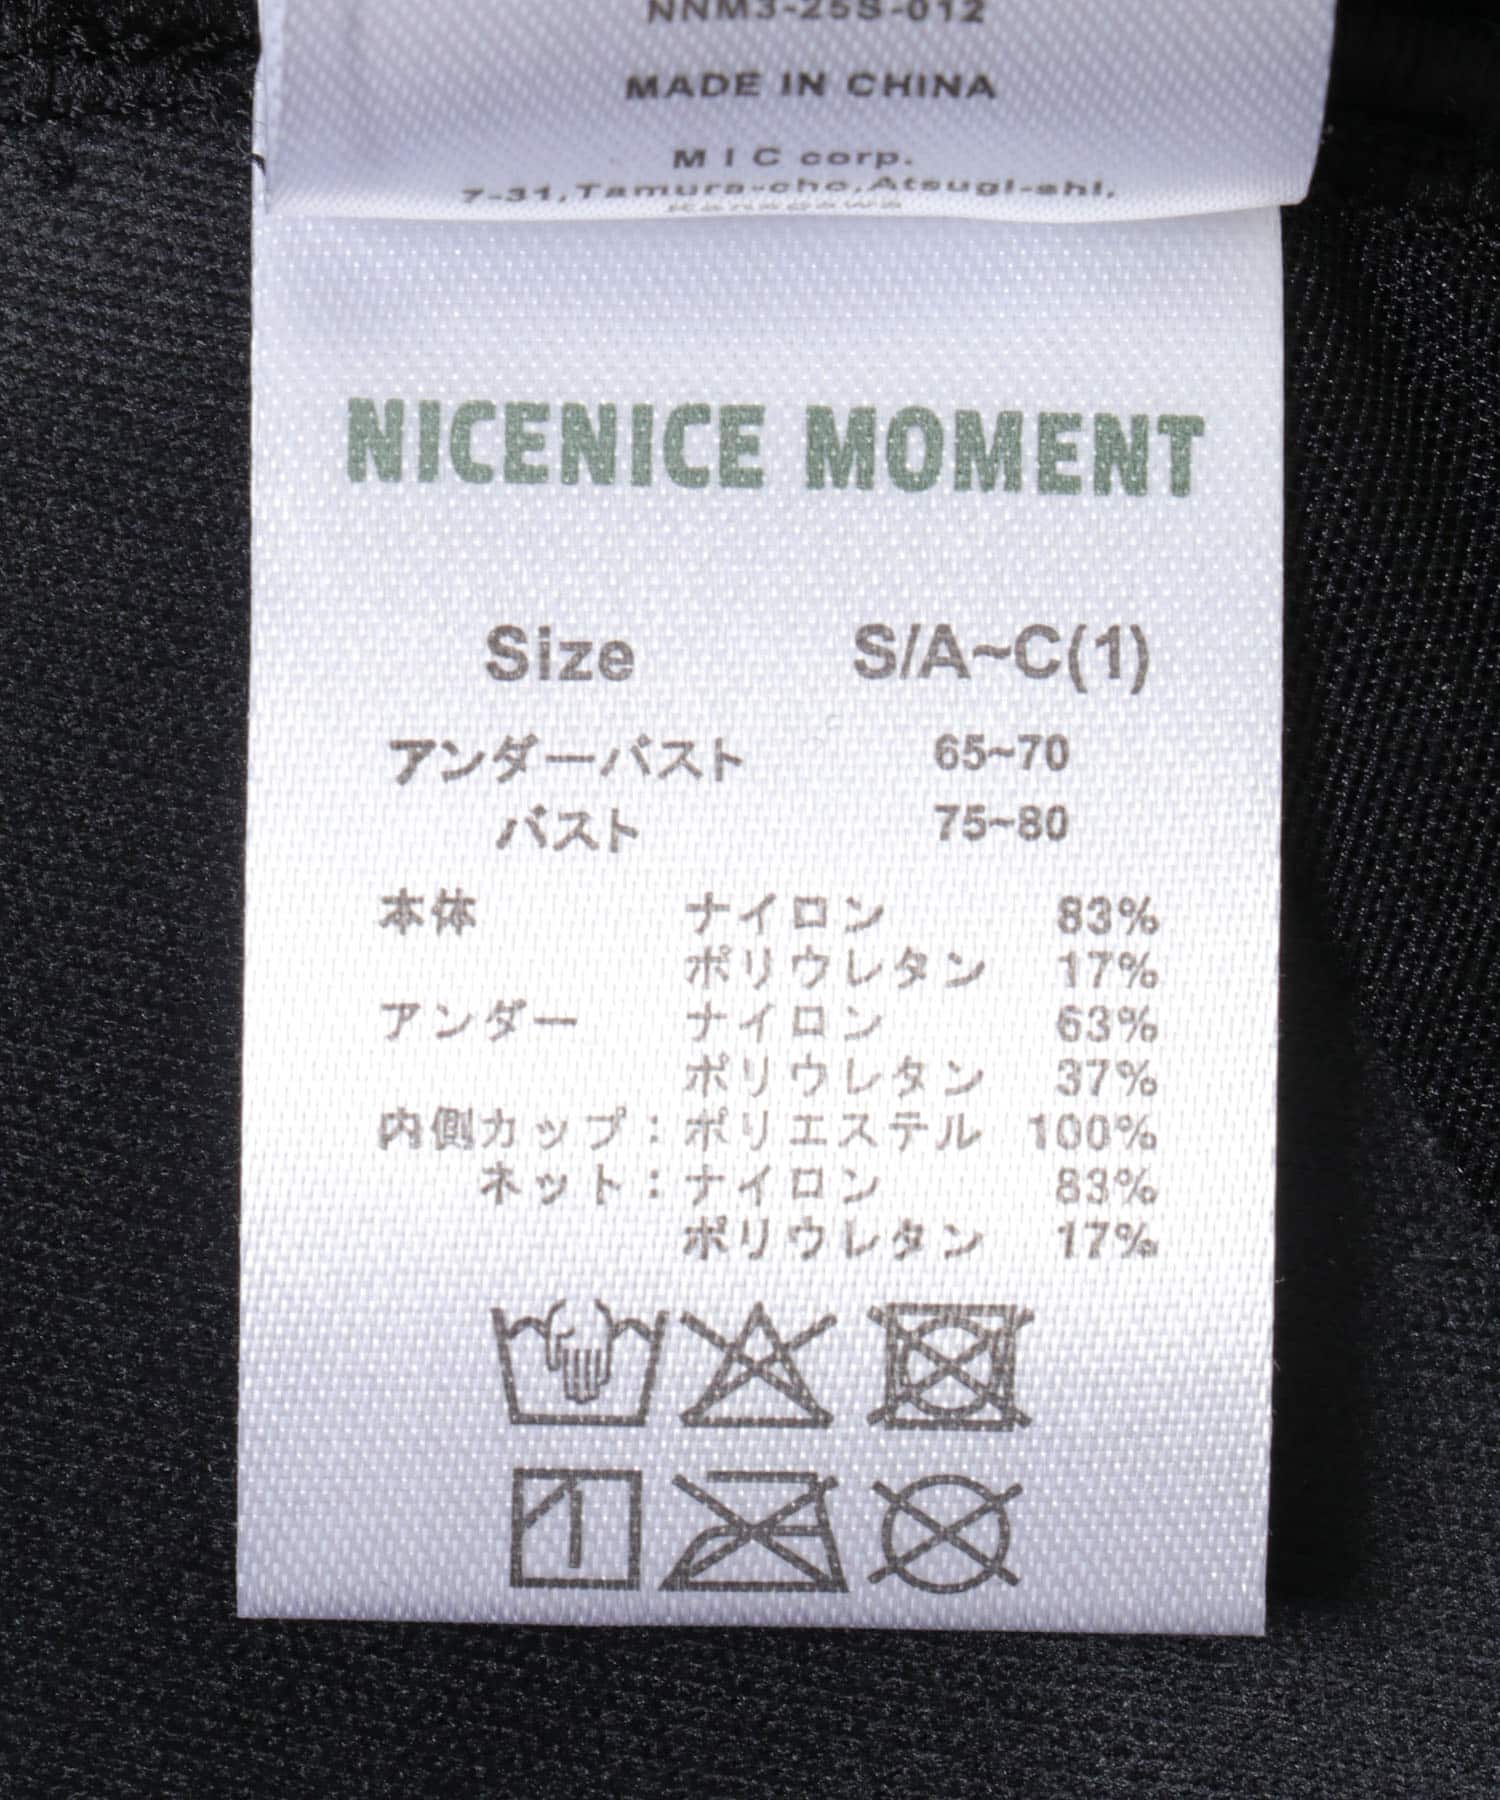 NNM3-25S-012
MADE IN CHINA
MIC corp.
7-31,Tamura-cho,Atsugi-shi,
Kanagawa
NICENICE MOMENT
Size S/A~C(1)
アンダーバスト 65~70
バスト 75~80
本体 ナイロン 83%
ポリウレタン 17%
アンダー ナイロン 63%
ポリウレタン 37%
内側カップ：ポリエステル 100%
ネット：ナイロン 83%
ポリウレタン 17%